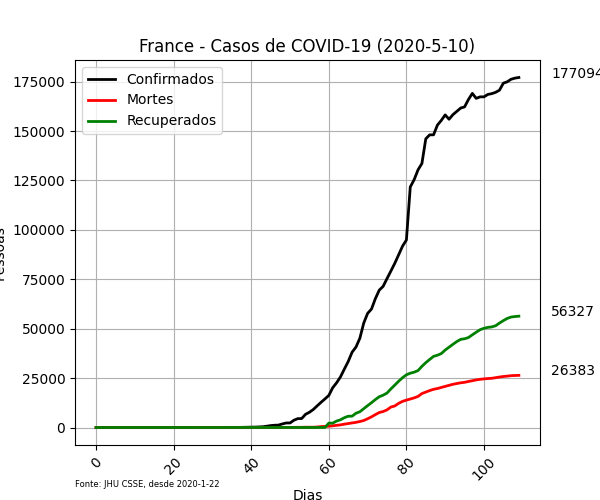 France - Casos de COVID-19 (2020-5-10)
Confirmados
Mortes
Recuperados
177094
56327
26383
175000
150000
125000
100000
75000
50000
25000
0
0
20
40
60
80
100
Dias
Fonte: JHU CSSE, desde 2020-1-22